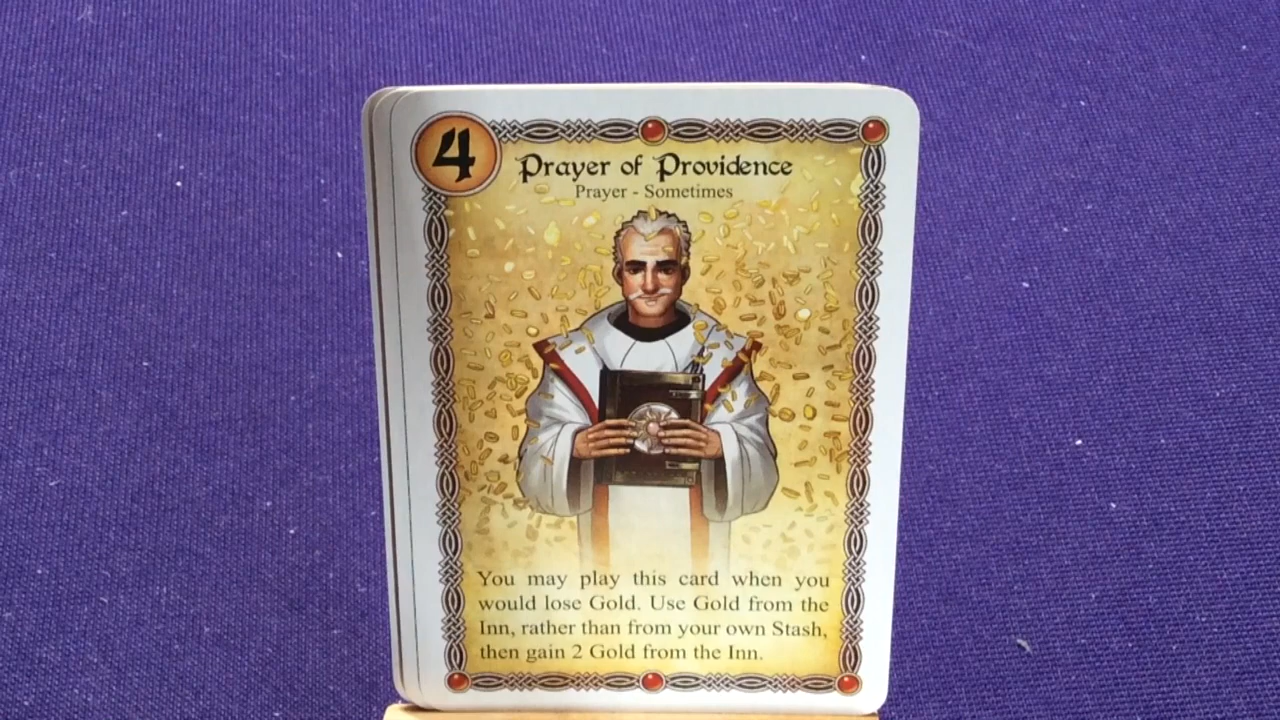 4
Prayer of Providence
Prayer - Sometimes
You may play this card when you
would lose Gold. Use Gold from the
Inn, rather than from your own Stash,
then gain 2 Gold from the Inn.